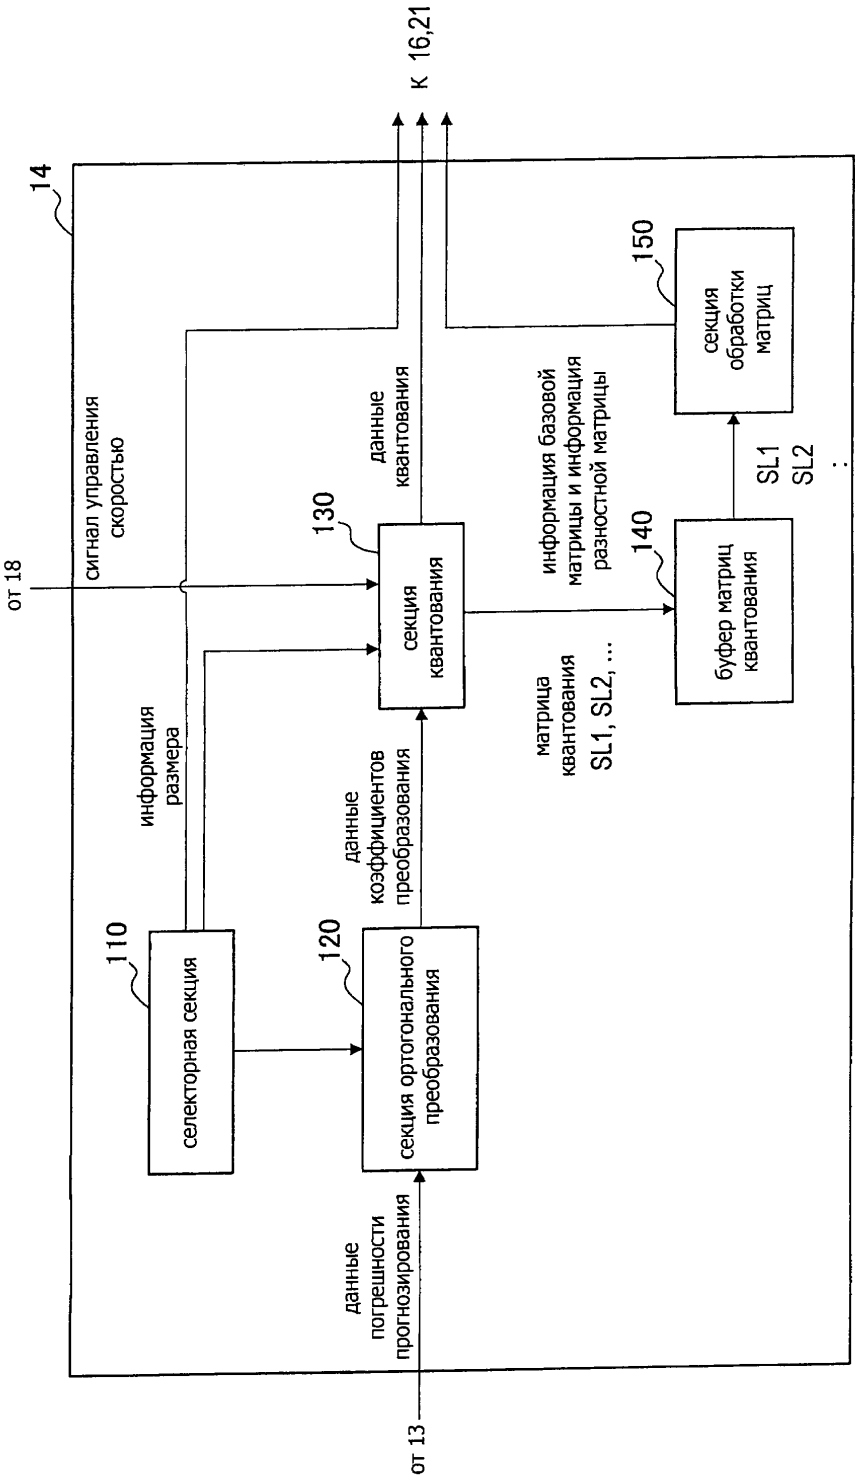 14
от 18
сигнал управления
скоростью
К 16,21
информация
размера
110
селекторная секция
120
секция ортогонального
преобразования
данные
погрешности
прогнозирования
от 13
данные
коэффициентов
преобразования
130
секция
квантования
данные
квантования
матрица
квантования
SL1, SL2, ...
информация базовой
матрицы и информация
разностной матрицы
140
буфер матриц
квантования
SL1
SL2
:
150
секция
обработки
матриц